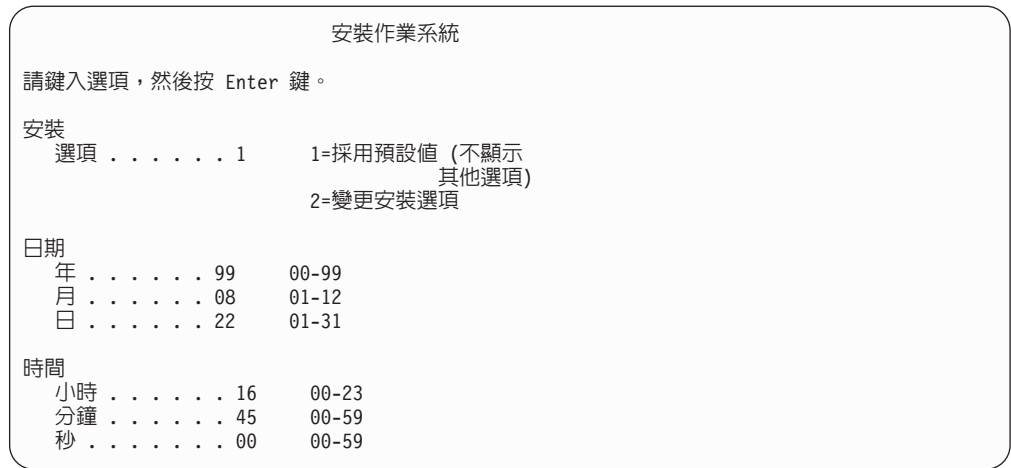 安裝作業系統
請鍵入選項，然後按 Enter 鍵。
安裝
選項 . . . . . . 1 1=採用預設值 (不顯示
其他選項)
2=變更安裝選項
日期
年 . . . . . . 99 00-99
月 . . . . . . 08 01-12
日 . . . . . . 22 01-31
時間
小時 . . . . . . 16 00-23
分鐘 . . . . . . 45 00-59
秒 . . . . . . . 00 00-59